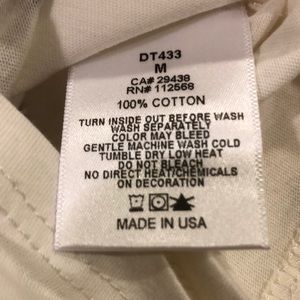 DT433
M
CA# 29438
RN# 112568
100% COTTON
TURN INSIDE OUT BEFORE WASH
WASH SEPARATELY
COLOR MAY BLEED
GENTLE MACHINE WASH COLD
TUMBLE DRY LOW HEAT
DO NOT BLEACH
NO DIRECT HEAT/CHEMICALS
ON DECORATION
MADE IN USA